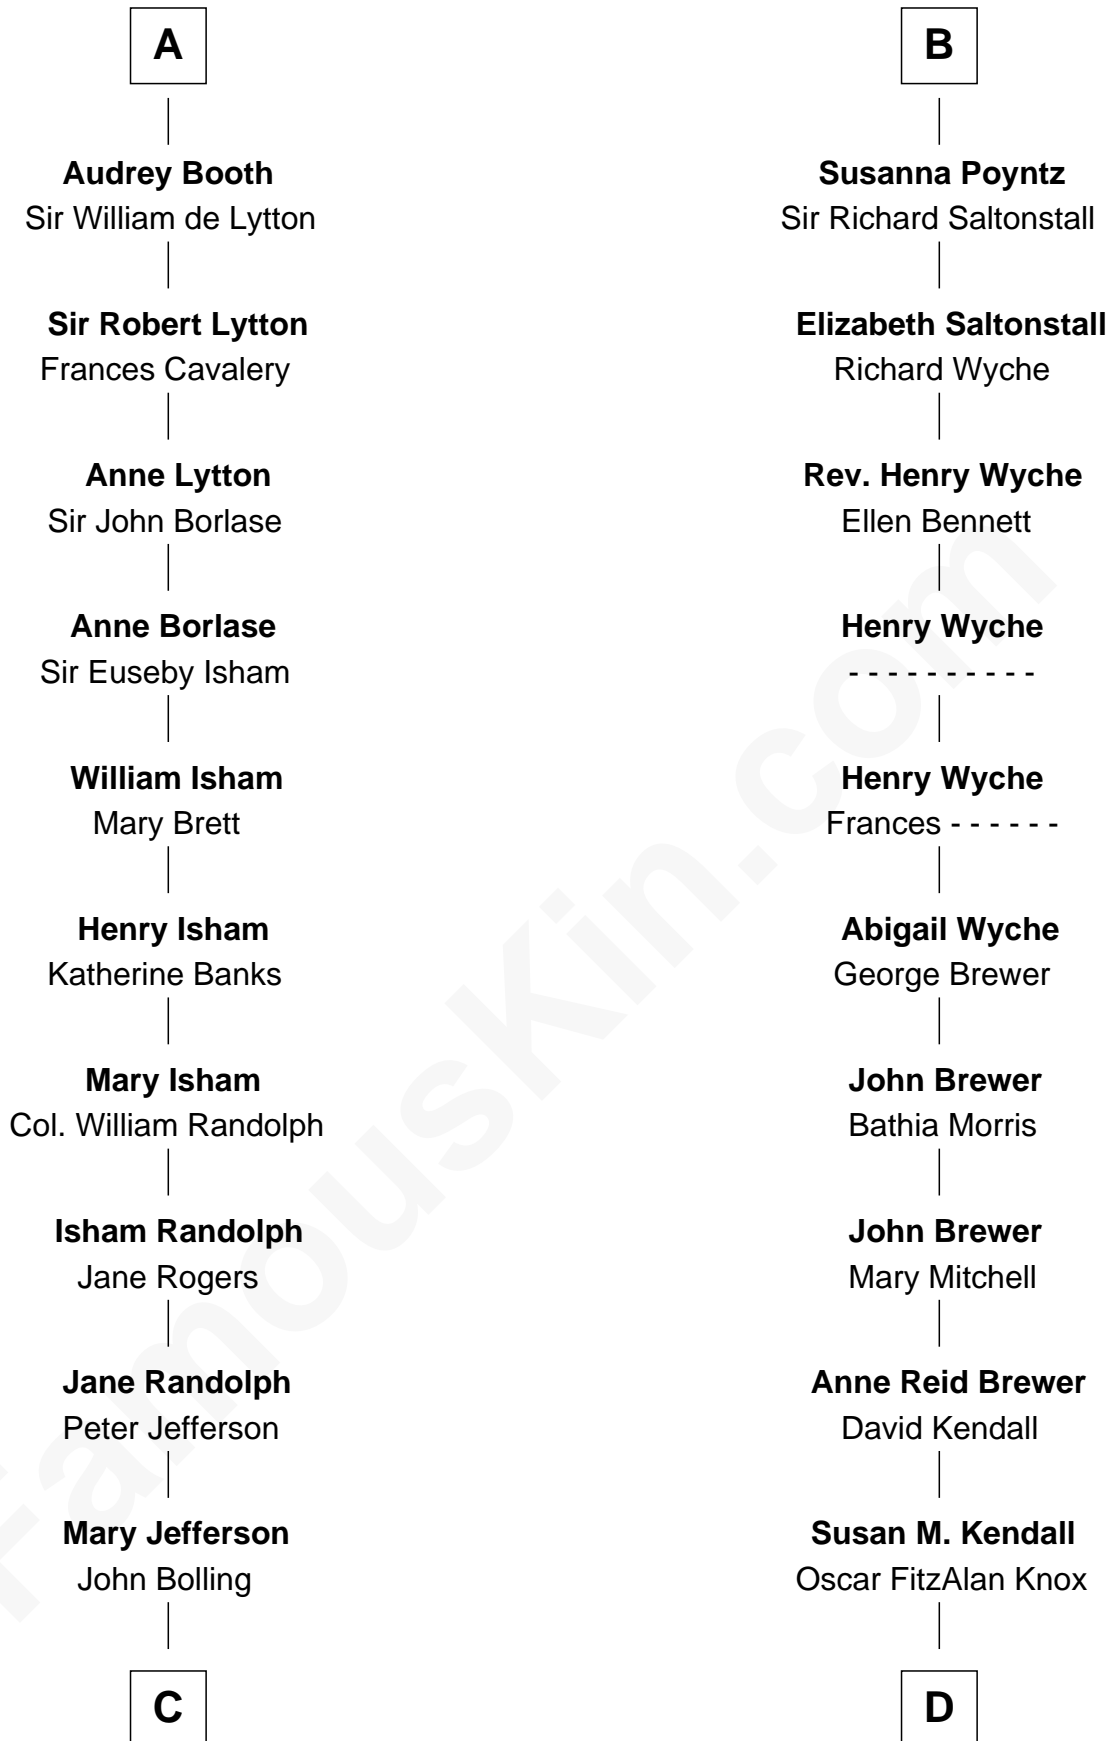 A
Audrey Booth
Sir William de Lytton
Sir Robert Lytton
Frances Cavalery
Anne Lytton
Sir John Borlase
Anne Borlase
Sir Euseby Isham
William Isham
Mary Brett
Henry Isham
Katherine Banks
Mary Isham
Col. William Randolph
Isham Randolph
Jane Rogers
Jane Randolph
Peter Jefferson
Mary Jefferson
John Bolling
C
B
Susanna Poyntz
Sir Richard Saltonstall
Elizabeth Saltonstall
Richard Wyche
Rev. Henry Wyche
Ellen Bennett
Henry Wyche
- - - - - - - - - -
Henry Wyche
Frances - - - - - -
Abigail Wyche
George Brewer
John Brewer
Bathia Morris
John Brewer
Mary Mitchell
Anne Reid Brewer
David Kendall
Susan M. Kendall
Oscar FitzAlan Knox
D
FamousKin.com